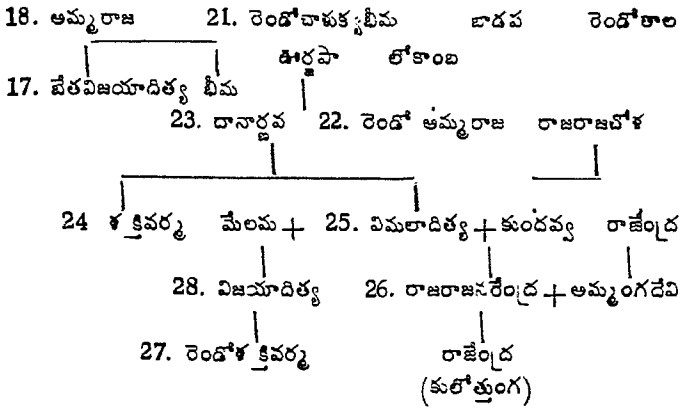 18. అమ్మరాజ 21. రెండోచాళుక్యభీమ బాడప రెండోతాల
ఊర్జపా లోకాంబ
17. బేతవిజయాదిత్య భీమ
23. దానార్ణవ 22. రెండో అమ్మరాజ రాజరాజచోళ
24 శక్తివర్మ మేలమ + 25. విమలాదిత్య + కుందవ్వ రాజేంద్ర
28. విజయాదిత్య 26. రాజరాజనరేంద్ర + అమ్మంగదేవి
27. రెండోశక్తివర్మ రాజేంద్ర
(కులోత్తుంగ)